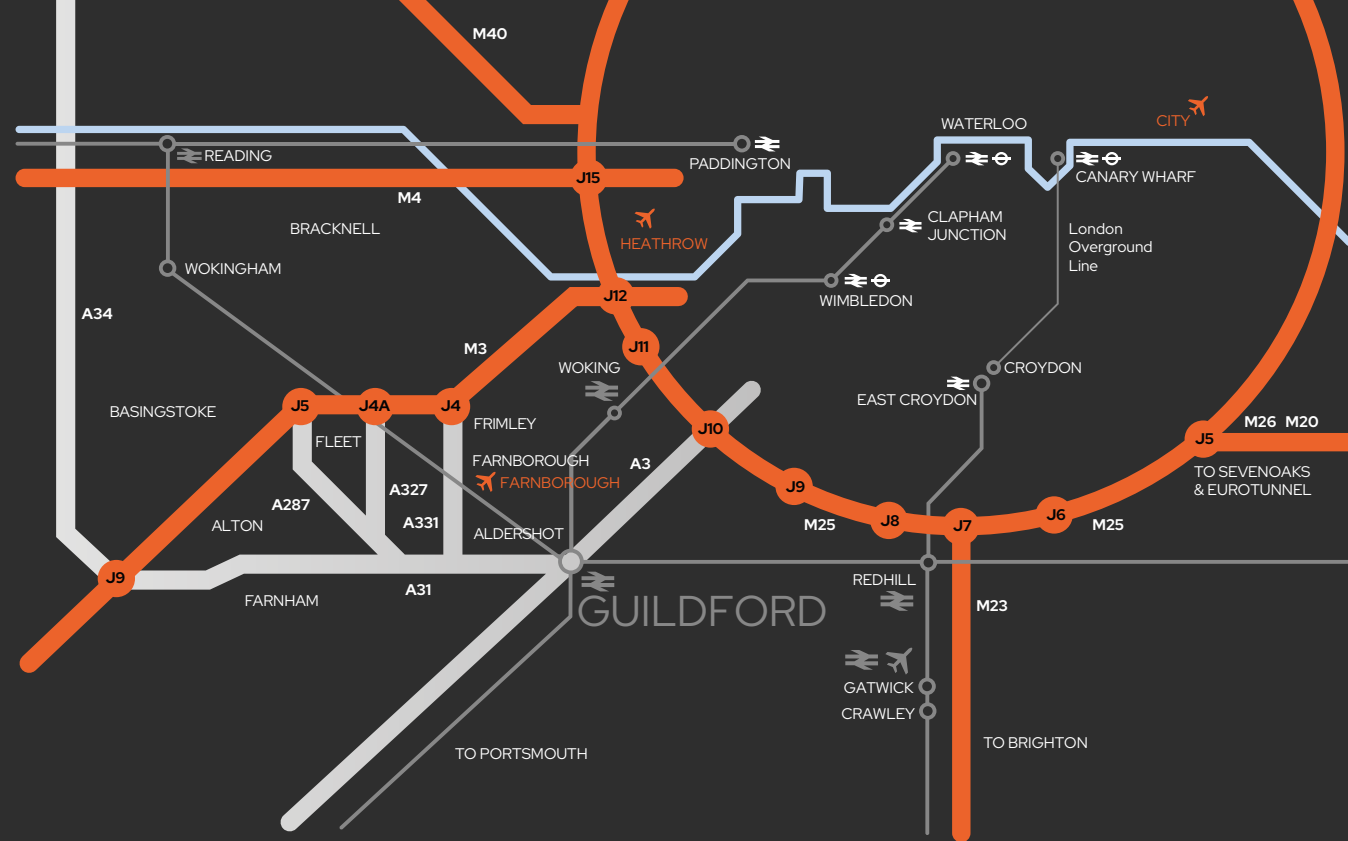 M40
CITY
WATERLOO
READING
PADDINGTON
CANARY WHARF
J15
M4
BRACKNELL
HEATHROW
CLAPHAM
JUNCTION
London
Overground
Line
WOKINGHAM
J12
WIMBLEDON
A34
M3
J11
WOKING
CROYDON
EAST CROYDON
BASINGSTOKE
J5
J4A
J4
FRIMLEY
J10
J5
M26 M20
FLEET
FARNBOROUGH
A3
FARNBOROUGH
TO SEVENOAKS
& EUROTUNNEL
A287
A327
A331
J9
ALTON
ALDERSHOT
M25
J8
J7
J6
M25
J9
A31
FARNHAM
REDHILL
GUILDFORD
M23
GATWICK
CRAWLEY
TO PORTSMOUTH
TO BRIGHTON